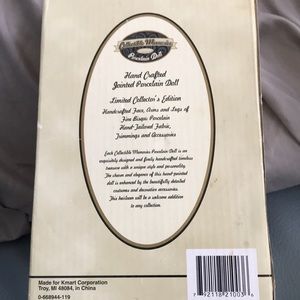 Collectible Memories
Porcelain Doll
Hand Crafted
Jointed Porcelain Doll
Limited Collector's Edition
Handcrafted Face, Arms and Legs of
Fine Bisque Porcelain
Hand-Tailored Fabric,
Trimmings and Accessories
Each Collectible Memories Porcelain Doll is an
exquisitely designed and finely handcrafted timeless
treasure with a unique style and personality.
The charm and elegance of this hand-painted
doll is enhanced by the beautifully detailed
costumes and decorative accessories.
This heirloom will be a welcome addition
to any collection.
Made for Kmart Corporation
Troy, MI 48084, in China
0-668944-119
7 92118 21003 6